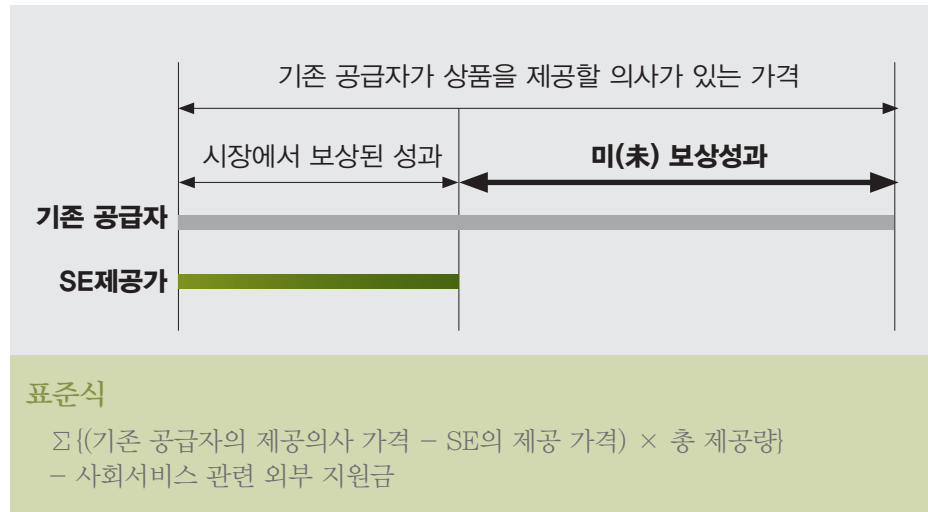 기존 공급자가 상품을 제공할 의사가 있는 가격
시장에서 보상된 성과
미(未) 보상성과
기존 공급자
SE제공가
표준식
Σ{(기존 공급자의 제공의사 가격 – SE의 제공 가격) × 총 제공량}
– 사회서비스 관련 외부 지원금